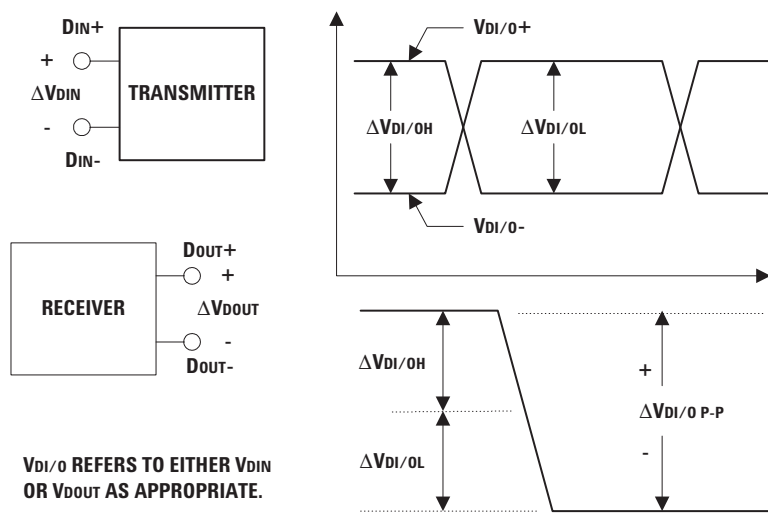 DIN+
+
ΔVDIN
-
DIN-
TRANSMITTER
DOUT+
+
ΔVDOUT
-
DOUT-
RECEIVER
VDI/O REFERS TO EITHER VDIN
OR VDOUT AS APPROPRIATE.
VDI/O+
ΔVDI/OH
ΔVDI/OL
VDI/O-
ΔVDI/OH
ΔVDI/OL
+
ΔVDI/O P-P
-